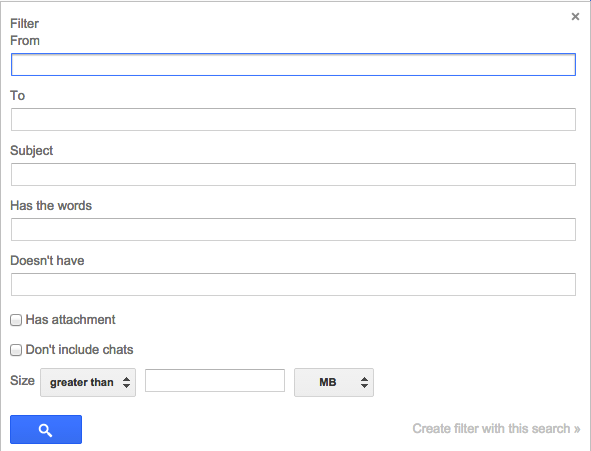 Filter
From
To
Subject
Has the words
Doesn't have
Has attachment
Don't include chats
Size greater than MB
Create filter with this search »